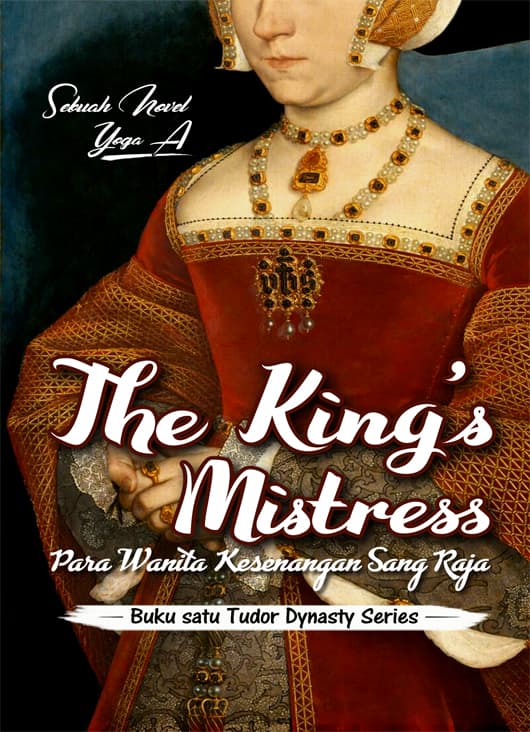 Sebuah Novel
Yoga A
The King's
Mistress
Para Wanita Kesenangan Sang Raja
Buku satu Tudor Dynasty Series